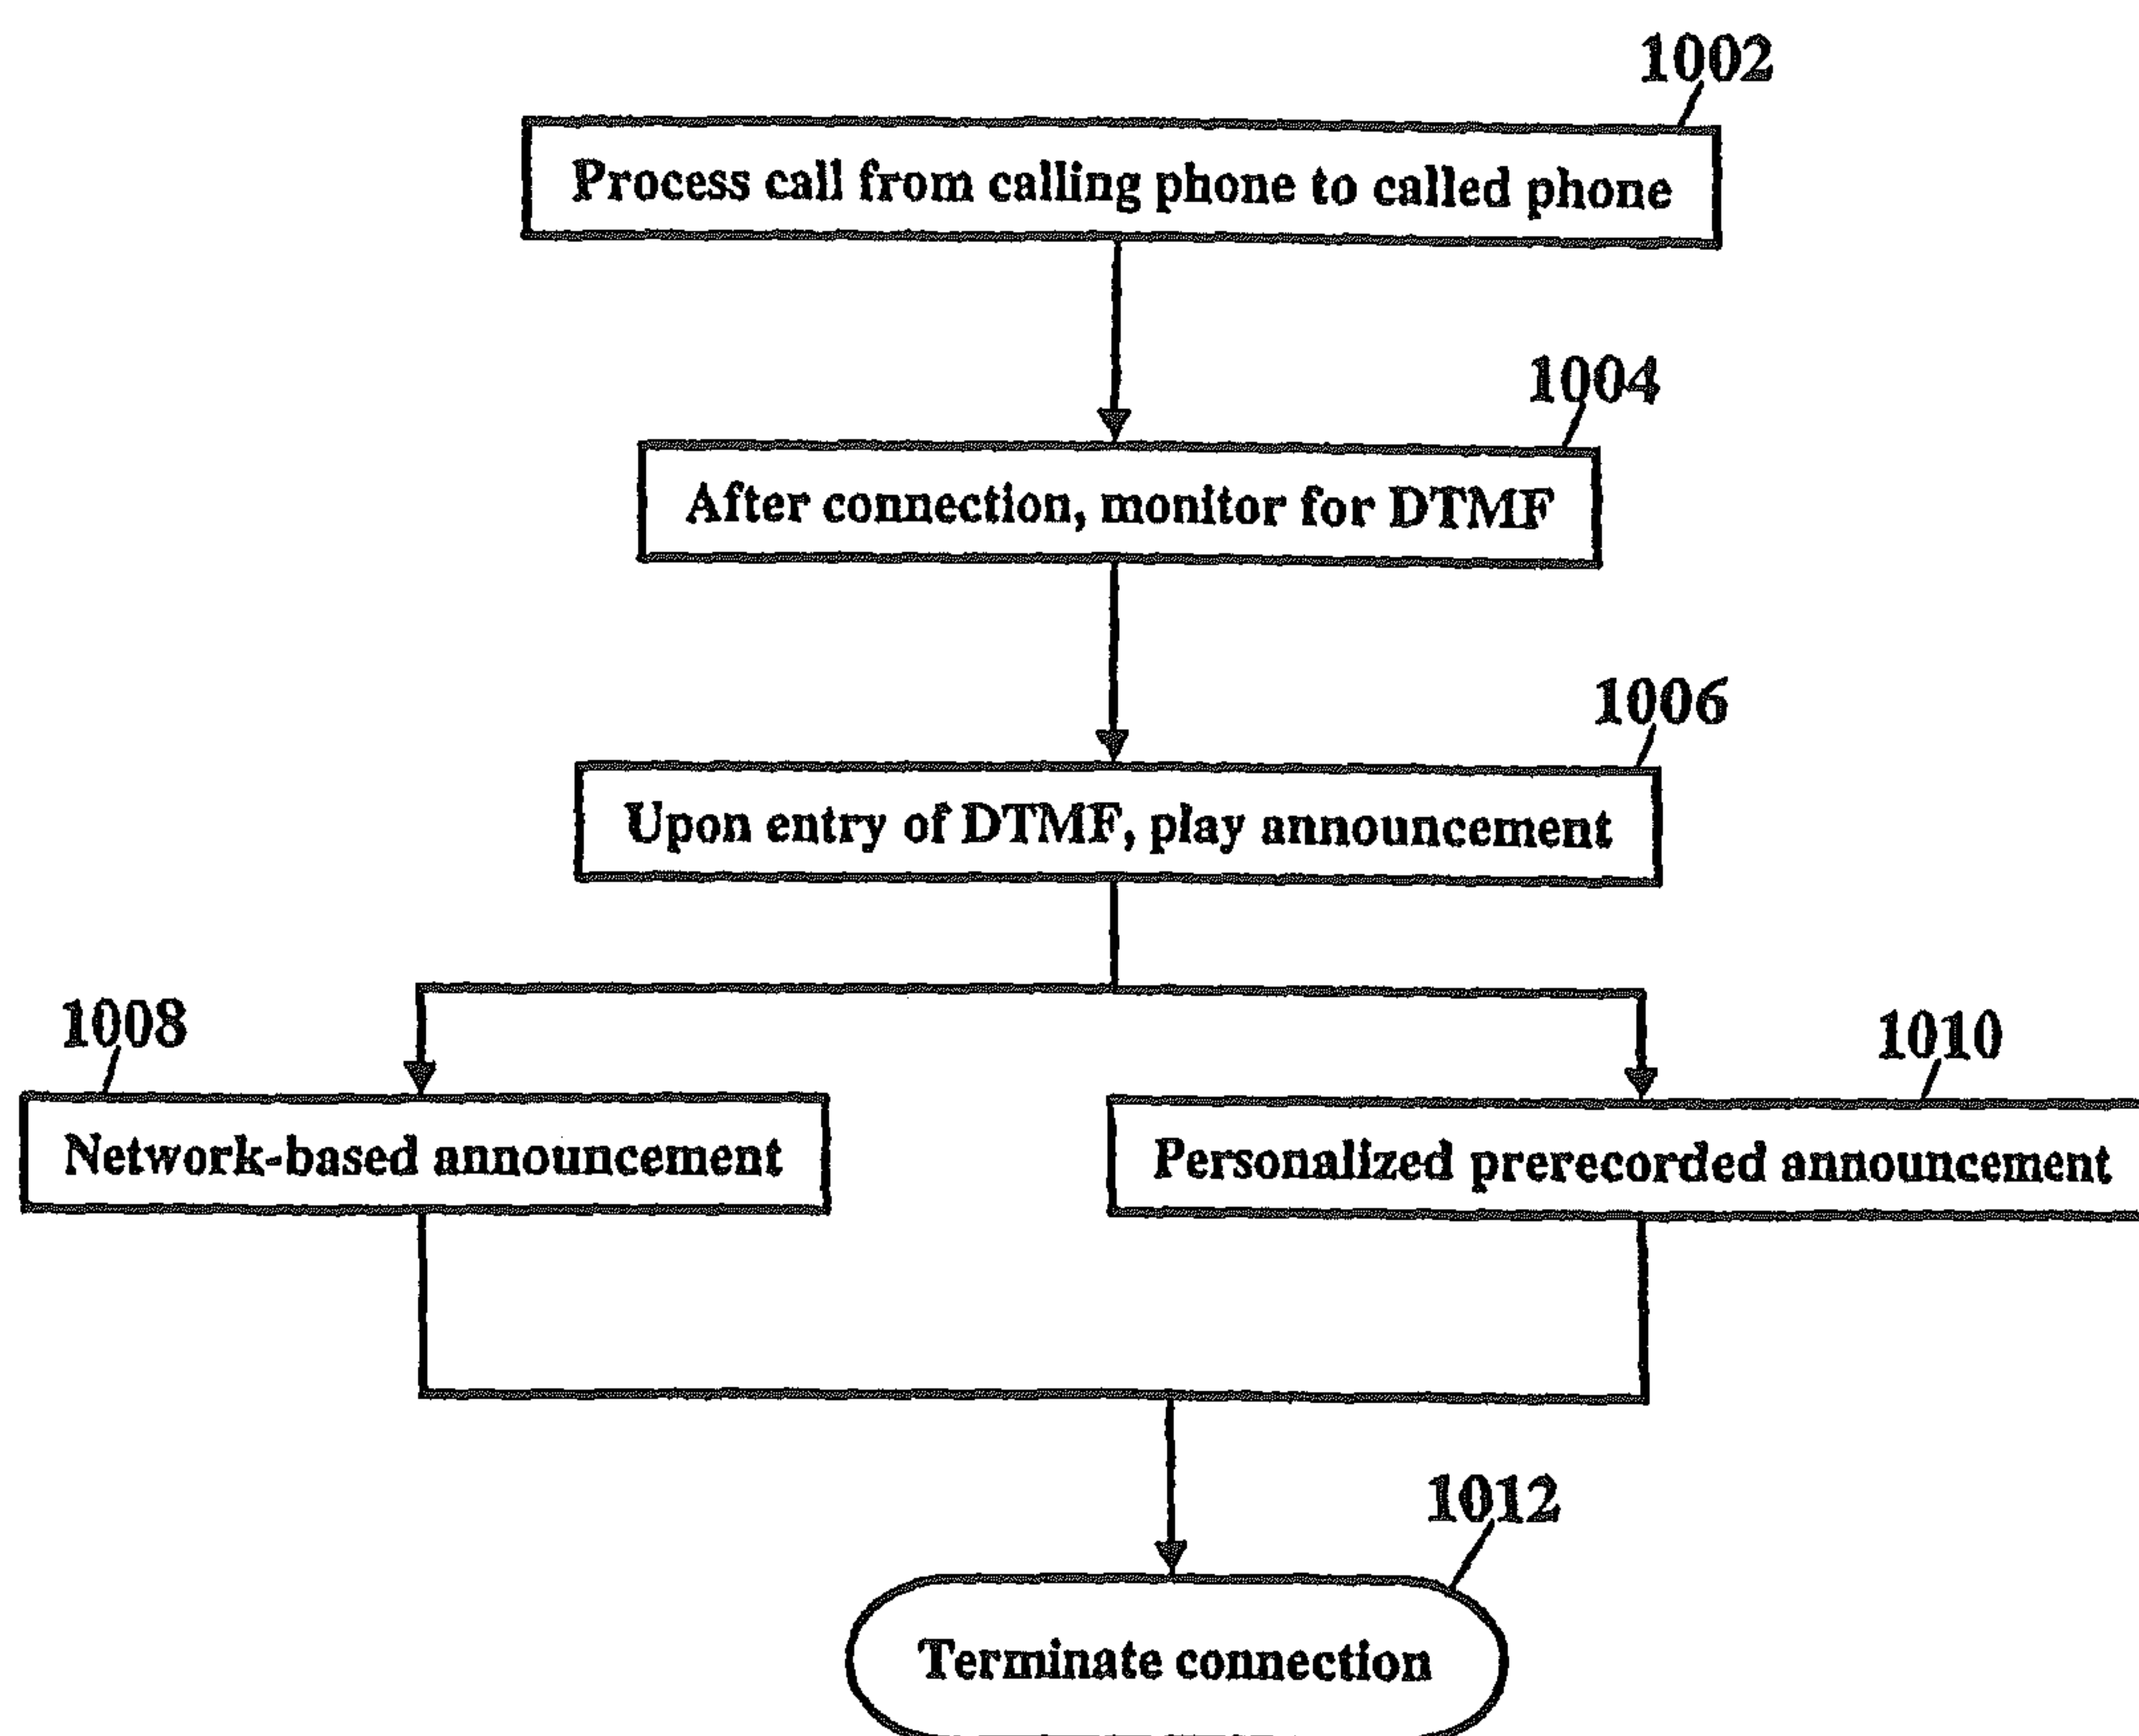 1002
Process call from calling phone to called phone
1004
After connection, monitor for DTMF
1006
Upon entry of DTMF, play announcement
1008
1010
Network-based announcement
Personalized prerecorded announcement
1012
Terminate connection